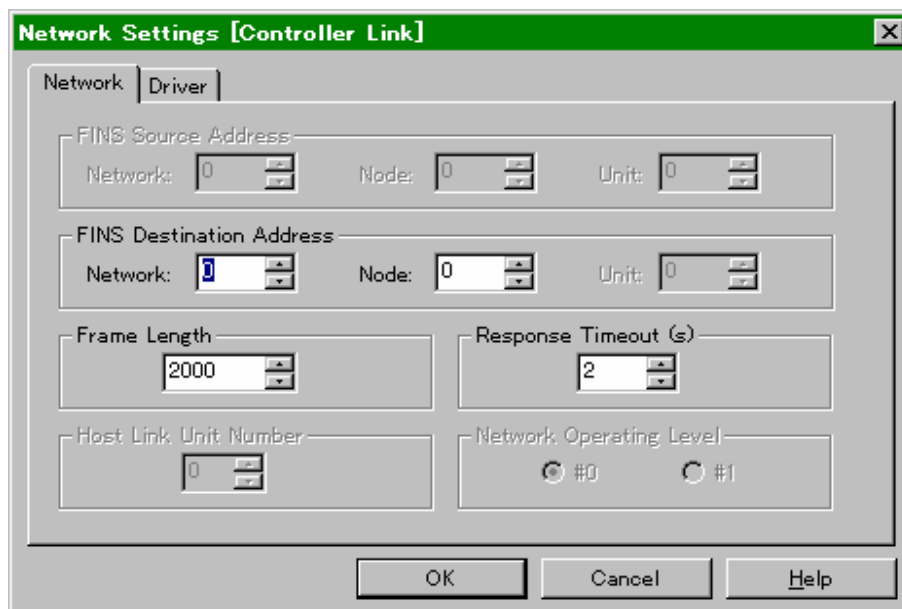 Network Settings [Controller Link]
Network Driver
FINS Source Address
Network: 0 Node: 0 Unit: 0
FINS Destination Address
Network: 0 Node: 0 Unit: 0
Frame Length Response Timeout (s)
2000 2
Host Link Unit Number Network Operating Level
0 #0 #1
OK Cancel Help